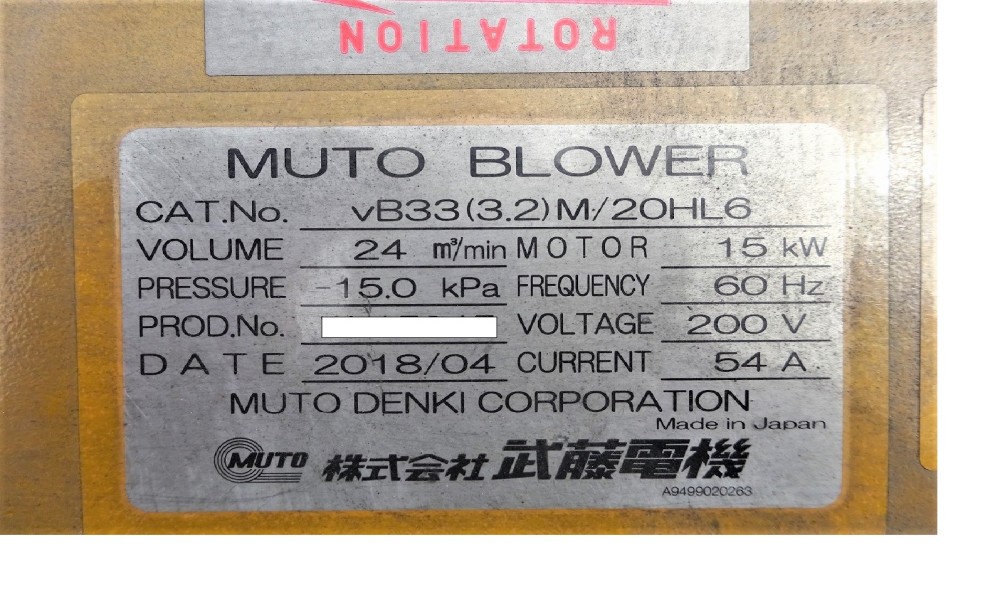 ROTATION
MUTO BLOWER
CAT.No. vB33(3.2)M/20HL6
VOLUME 24 m³/min MOTOR 15 kW
PRESSURE -15.0 kPa FREQUENCY 60 Hz
PROD.No. VOLTAGE 200 V
DATE 2018/04 CURRENT 54 A
MUTO DENKI CORPORATION
Made in Japan
MUTO 株式会社 武藤電機
A9499020263